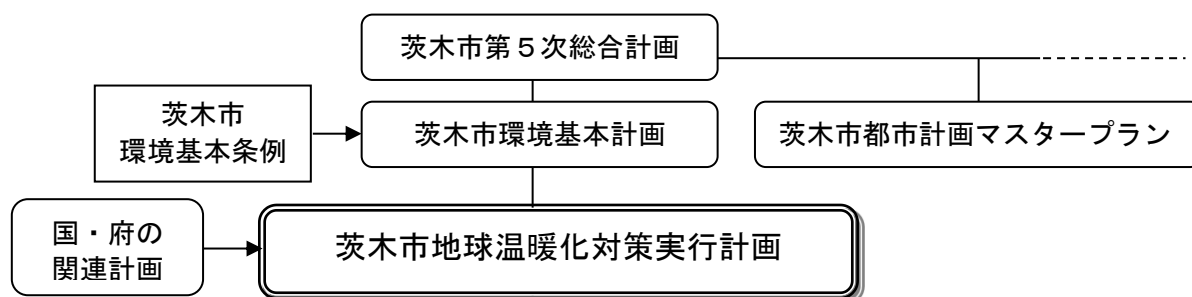 茨木市第５次総合計画
茨木市
環境基本条例
茨木市環境基本計画
茨木市都市計画マスタープラン
国・府の
関連計画
茨木市地球温暖化対策実行計画